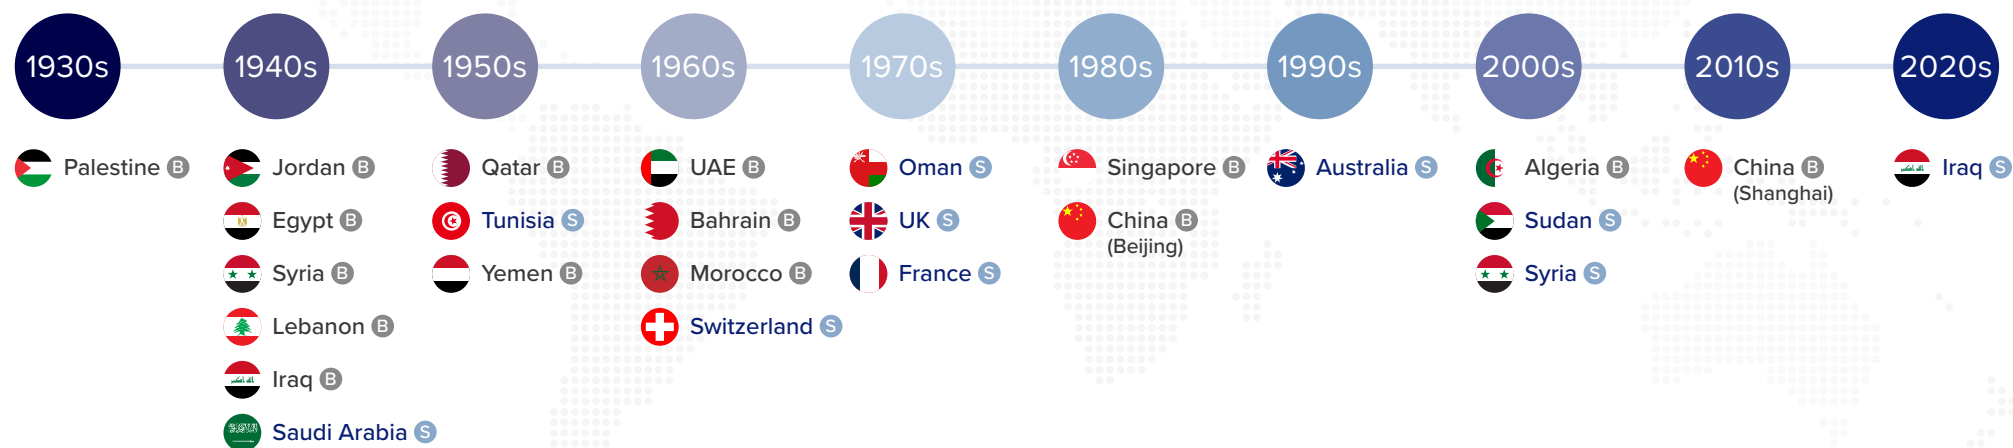 1930s
1940s
1950s
1960s
1970s
1980s
1990s
2000s
2010s
2020s
Palestine B
Jordan B
Egypt B
Syria B
Lebanon B
Iraq B
Saudi Arabia S
Qatar B
Tunisia S
Yemen B
UAE B
Bahrain B
Morocco B
Switzerland S
Oman S
UK S
France S
Singapore B
China B
(Beijing)
Australia S
Algeria B
Sudan S
Syria S
China B
(Shanghai)
Iraq S